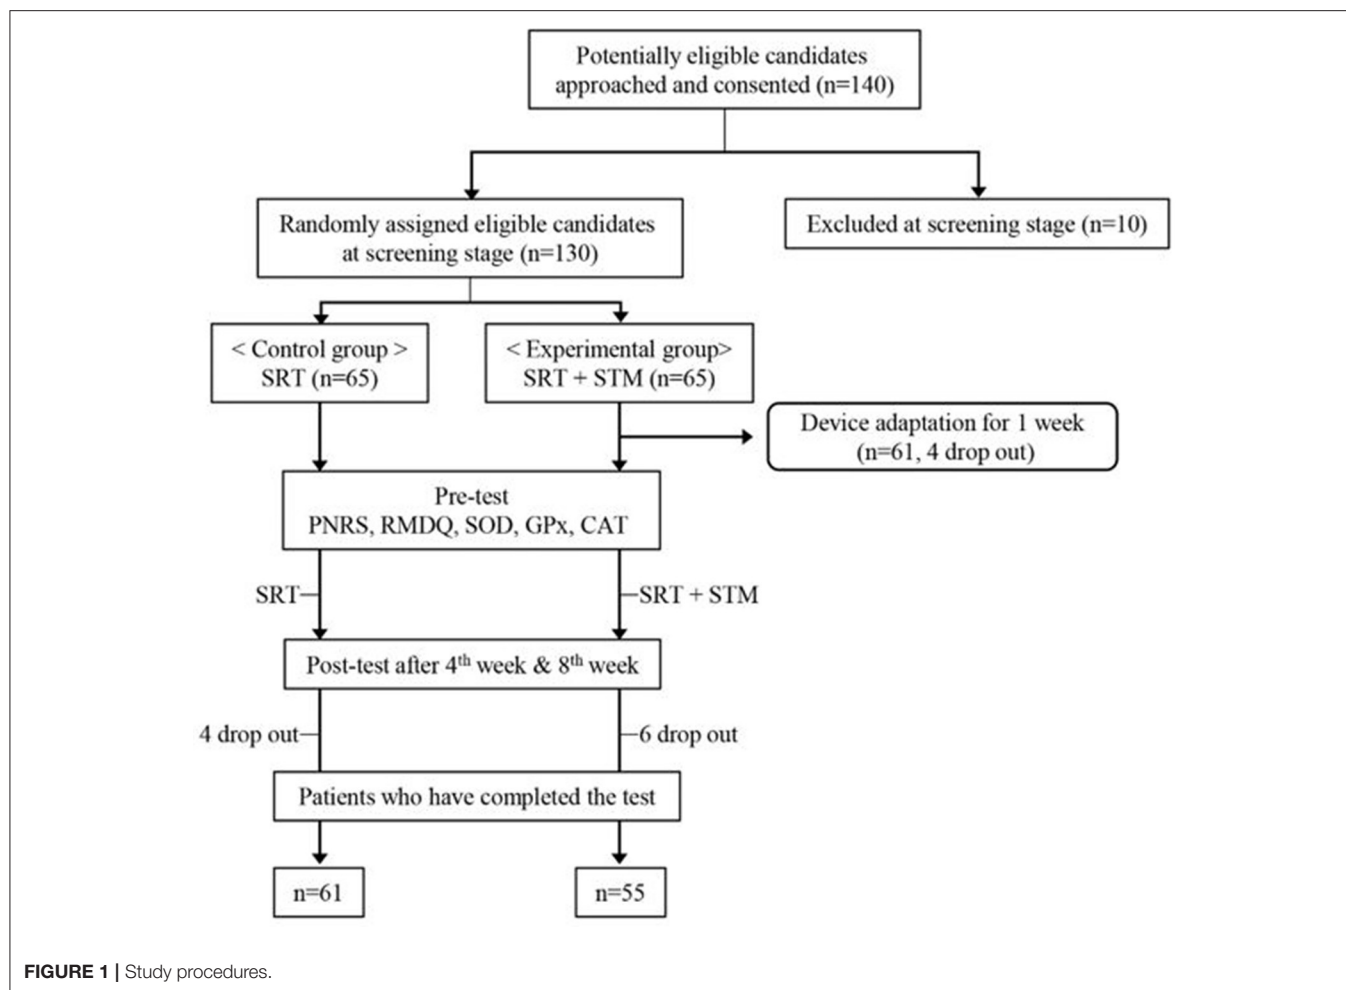 Potentially eligible candidates
approached and consented (n=140)
Randomly assigned eligible candidates
at screening stage (n=130)
Excluded at screening stage (n=10)
< Control group >
SRT (n=65)
< Experimental group>
SRT + STM (n=65)
Device adaptation for 1 week
(n=61, 4 drop out)
Pre-test
PNRS, RMDQ, SOD, GPx, CAT
SRT
SRT + STM
Post-test after 4th week & 8th week
4 drop out
6 drop out
Patients who have completed the test
n=61
n=55
FIGURE 1 | Study procedures.